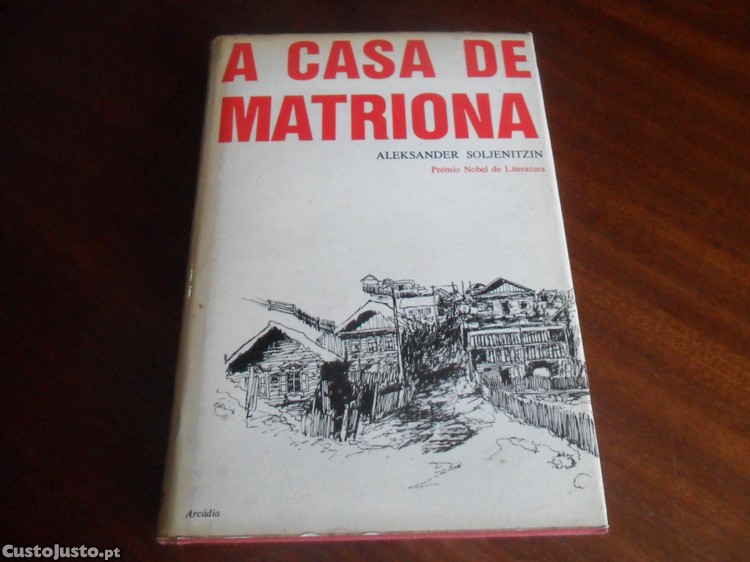 A CASA DE
MATRIONA
ALEKSANDER SOLJENITZIN
Prémio Nobel de Literatura
Arcádia
CustoJusto.pt